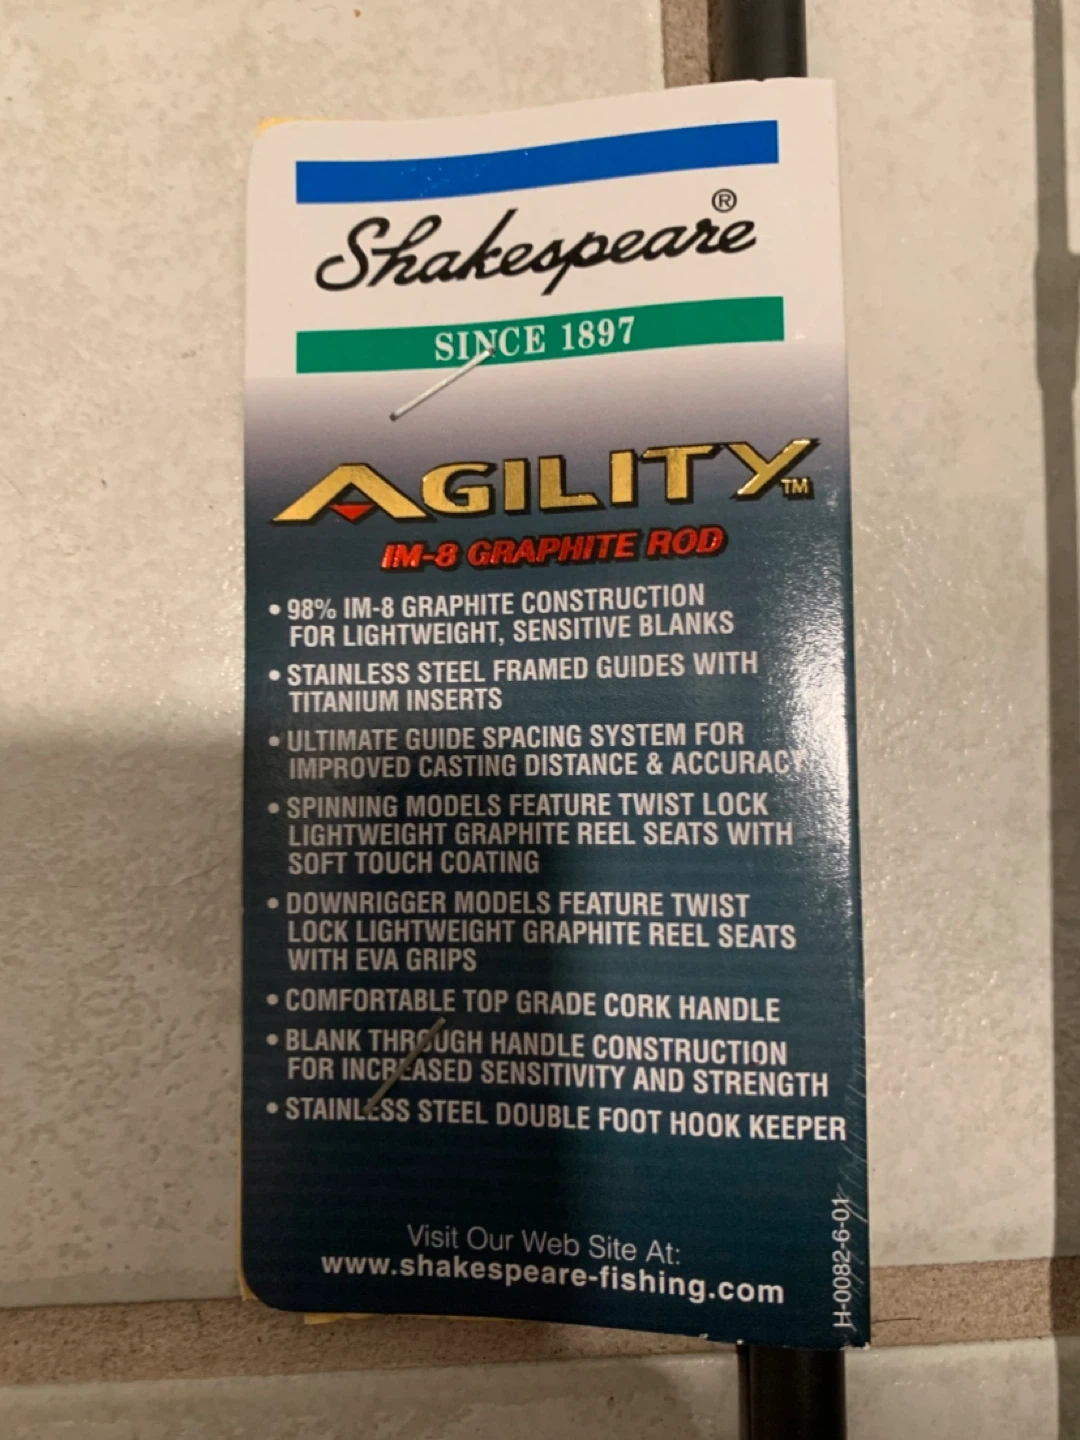 Shakespeare®
SINCE 1897
AGILITY™
IM-8 GRAPHITE ROD
• 98% IM-8 GRAPHITE CONSTRUCTION
FOR LIGHTWEIGHT, SENSITIVE BLANKS
• STAINLESS STEEL FRAMED GUIDES WITH
TITANIUM INSERTS
• ULTIMATE GUIDE SPACING SYSTEM FOR
IMPROVED CASTING DISTANCE & ACCURACY
• SPINNING MODELS FEATURE TWIST LOCK
LIGHTWEIGHT GRAPHITE REEL SEATS WITH
SOFT TOUCH COATING
• DOWNRIGGER MODELS FEATURE TWIST
LOCK LIGHTWEIGHT GRAPHITE REEL SEATS
WITH EVA GRIPS
• COMFORTABLE TOP GRADE CORK HANDLE
• BLANK THROUGH HANDLE CONSTRUCTION
FOR INCREASED SENSITIVITY AND STRENGTH
• STAINLESS STEEL DOUBLE FOOT HOOK KEEPER
Visit Our Web Site At:
www.shakespeare-fishing.com
H-0082-6-01